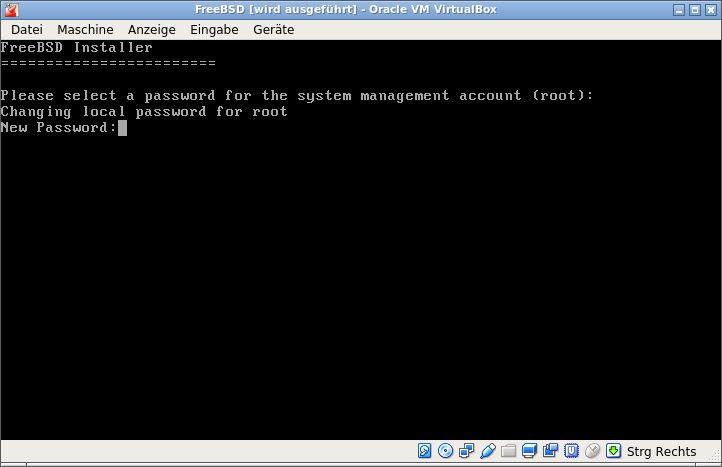 FreeBSD [wird ausgeführt] - Oracle VM VirtualBox
Datei Maschine Anzeige Eingabe Geräte
FreeBSD Installer
========================
Please select a password for the system management account (root):
Changing local password for root
New Password:
Strg Rechts